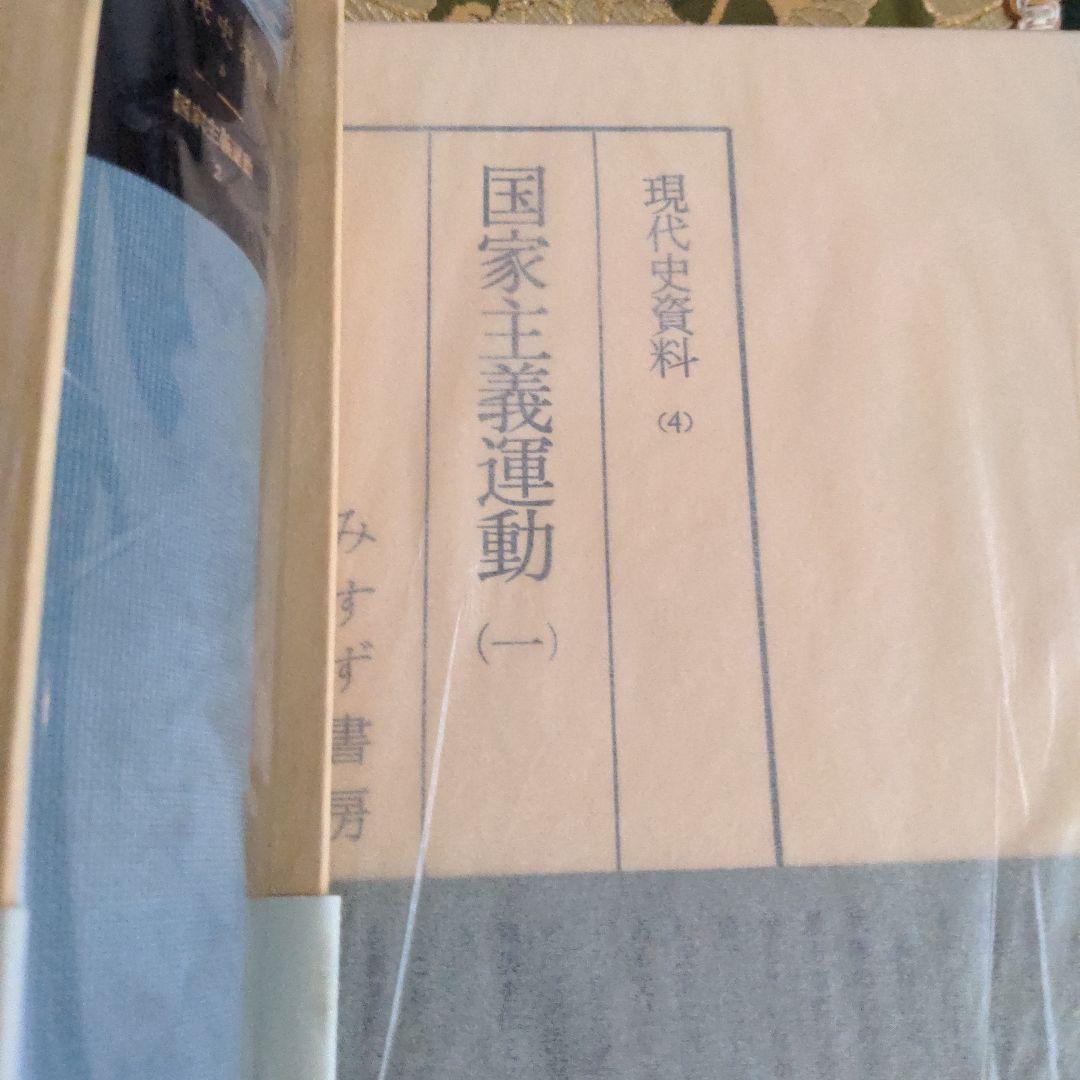 現代史資料 (4)
国家主義運動 (一)
みすず書房